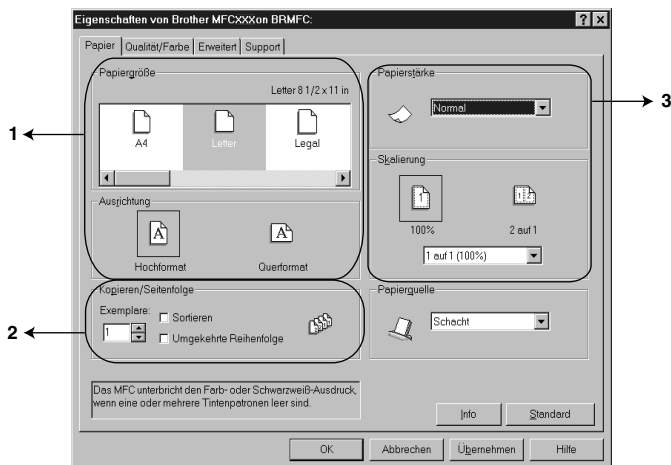 Eigenschaften von Brother MFCXXXon BRMFC:
Papier Qualität/Farbe Erweitert Support
Papiergröße
Letter 8 1/2 x 11 in
A4 Letter Legal
1
Ausrichtung
A A
Hochformat Querformat
Kopieren/Seitenfolge
Exemplare:
1
Sortieren
Umgekehrte Reihenfolge
2
Papierstärke
Normal
3
Skalierung
1 1 2
100% 2 auf 1
1 auf 1 (100%)
Papierquelle
Schacht
Das MFC unterbricht den Farb- oder Schwarzweiß-Ausdruck,
wenn eine oder mehrere Tintenpatronen leer sind.
Info Standard
OK Abbrechen Übernehmen Hilfe